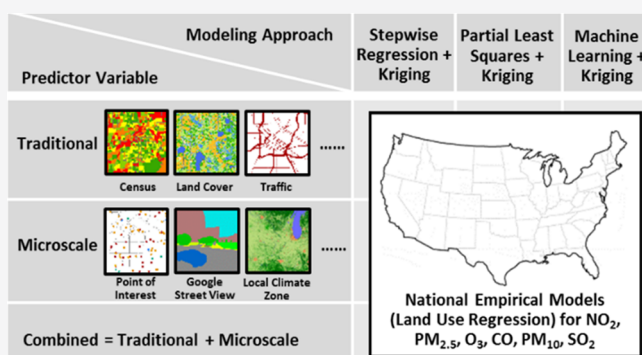 Modeling Approach
Predictor Variable
Stepwise
Regression +
Kriging
Partial Least
Squares +
Kriging
Machine
Learning +
Kriging
Traditional
......
Census
Land Cover
Traffic
Microscale
......
Point of
Interest
Google
Street View
Local Climate
Zone
Combined = Traditional + Microscale
National Empirical Models
(Land Use Regression) for NO₂,
PM₂.₅, O₃, CO, PM₁₀, SO₂